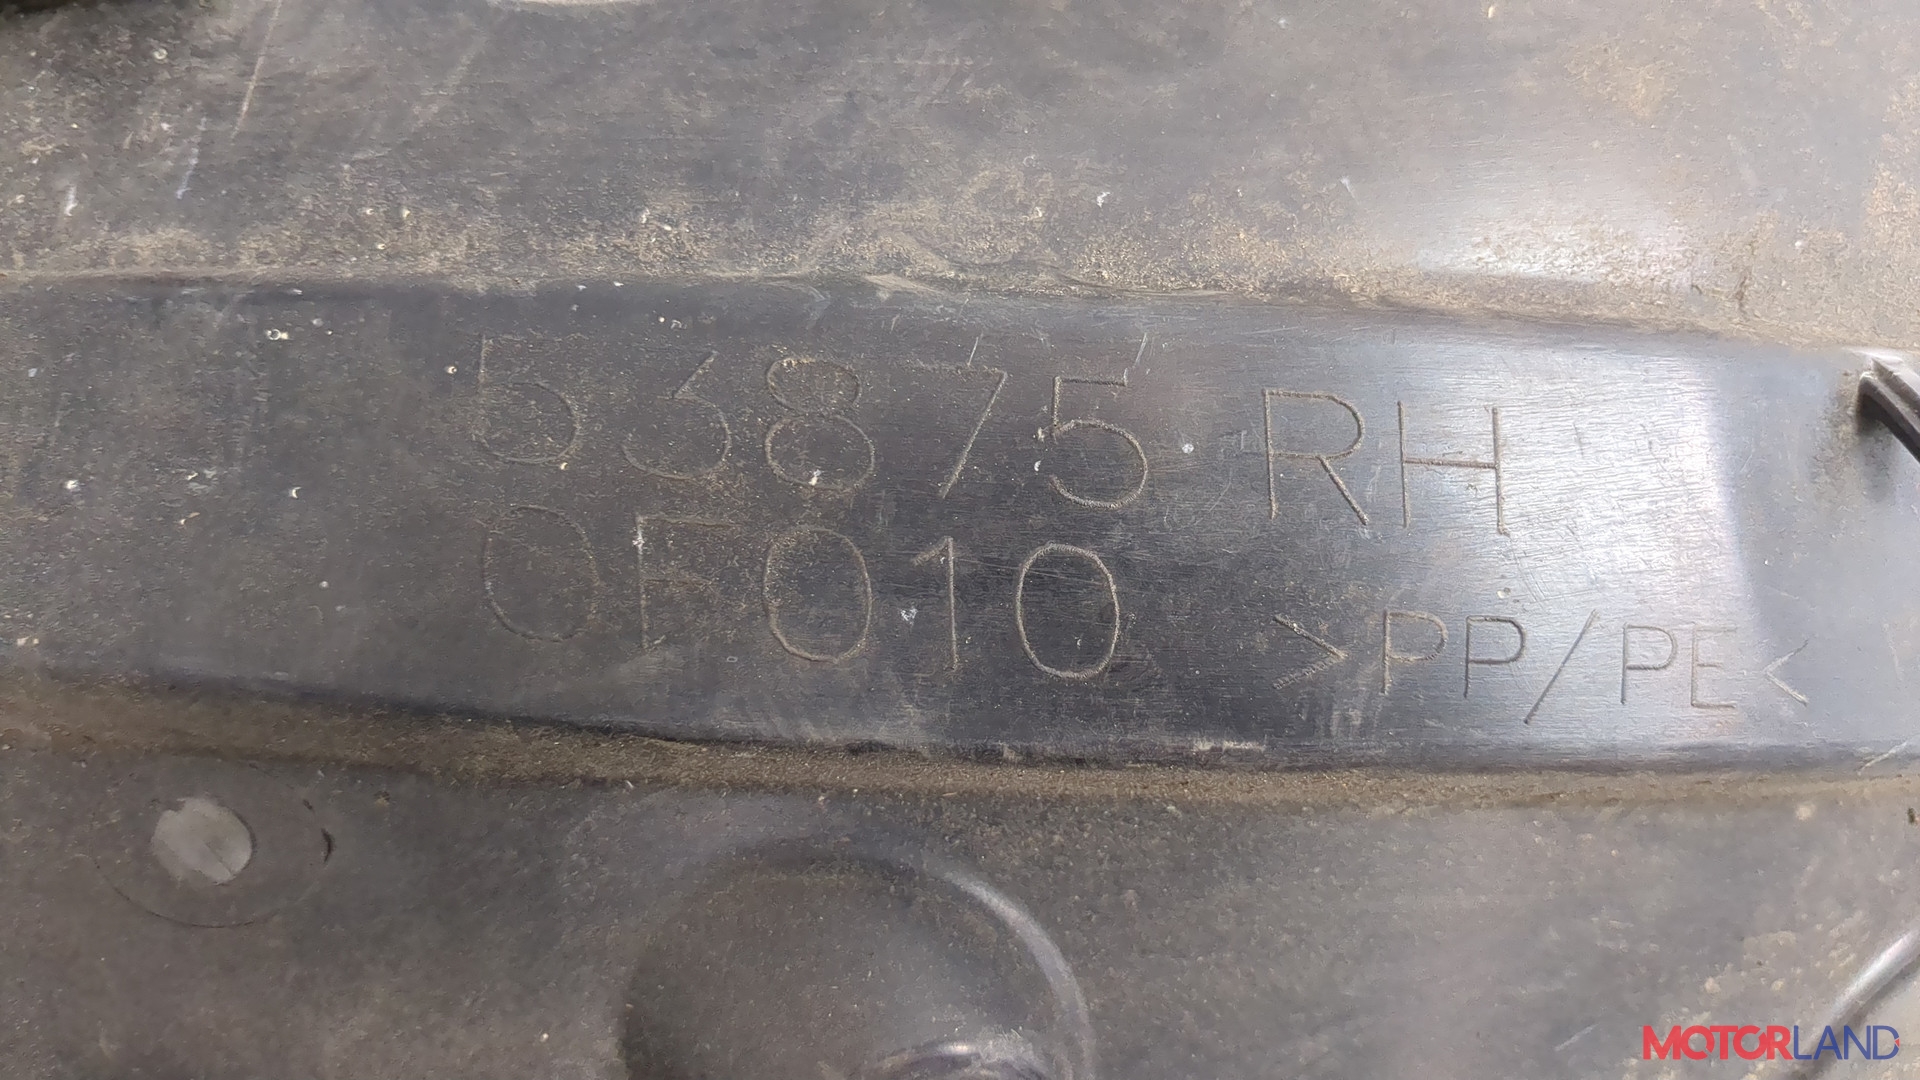 53875 RH
0F010
>PP/PE<
MOTORLAND